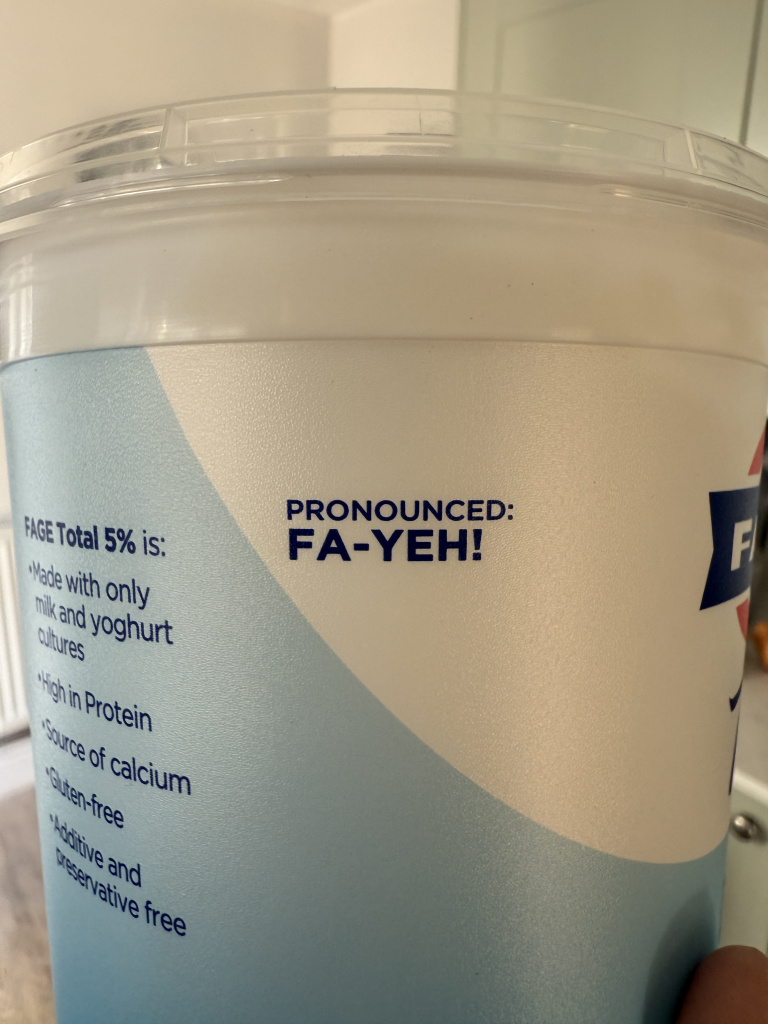 FAGE Total 5% is:
•Made with only
milk and yoghurt
cultures
•High in Protein
•Source of calcium
•Gluten-free
•Additive and
preservative free
PRONOUNCED:
FA-YEH!